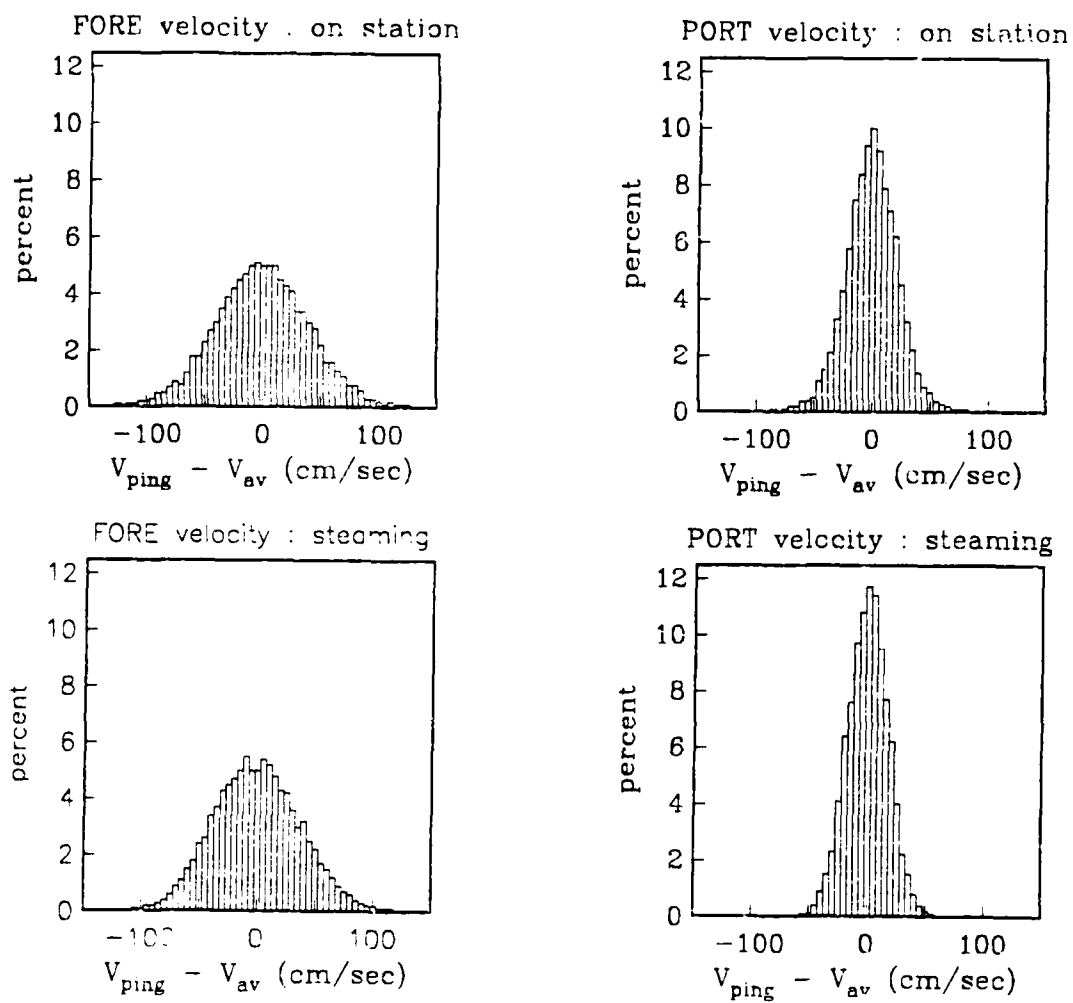 FORE velocity . on station
12
10
8
6
4
2
0
percent
-100 0 100
V_ping - V_av (cm/sec)
PORT velocity : on station
12
10
8
6
4
2
0
percent
-100 0 100
V_ping - V_av (cm/sec)
FORE velocity : steaming
12
10
8
6
4
2
0
percent
-100 0 100
V_ping - V_av (cm/sec)
PORT velocity : steaming
12
10
8
6
4
2
0
percent
-100 0 100
V_ping - V_av (cm/sec)